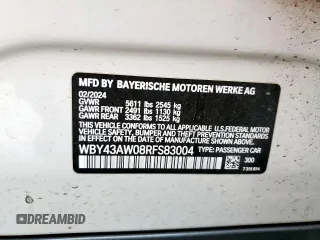 MFD BY BAYERISCHE MOTOREN WERKE AG
02/2024
GVWR 5611 lbs 2545 kg
GAWR FRONT 2491 lbs 1130 kg
GAWR REAR 3362 lbs 1525 kg
THIS VEHICLE CONFORMS TO ALL APPLICABLE U.S. FEDERAL MOTOR
VEHICLE SAFETY, BUMPER, AND THEFT PREVENTION STANDARDS
IN EFFECT ON THE DATE OF MANUFACTURE SHOWN ABOVE.
WBY43AW08RFS83004 TYPE: PASSENGER CAR
300
DREAMBID